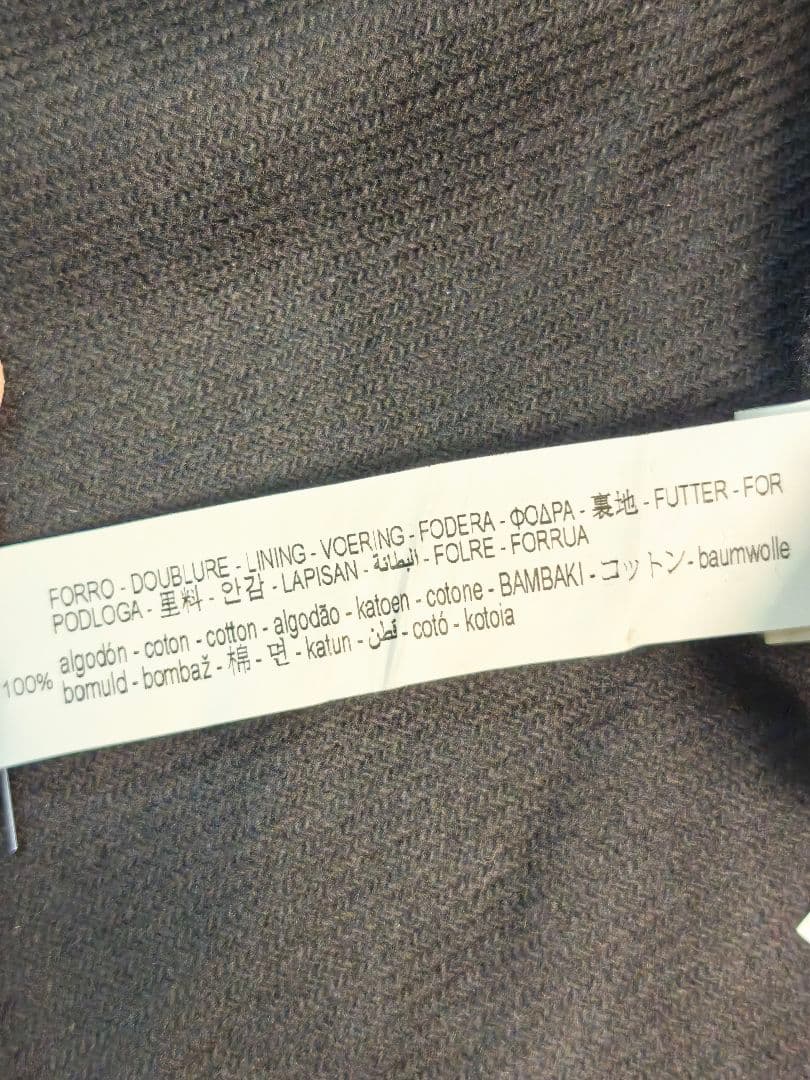 FORRO - DOUBLURE - LINING - VOERING - FODERA - ΦΟΔΡΑ - 裏地 - FUTTER - FOR
PODLOGA - 里料 - 안감 - LAPISAN - البطانة - FOLRE - FORRUA
100% algodón - coton - cotton - algodão - katoen - cotone - BAMBAKI - コットン - baumwolle
bomuld - bombaž - 棉 - 면 - katun - قطن - cotó - kotoia